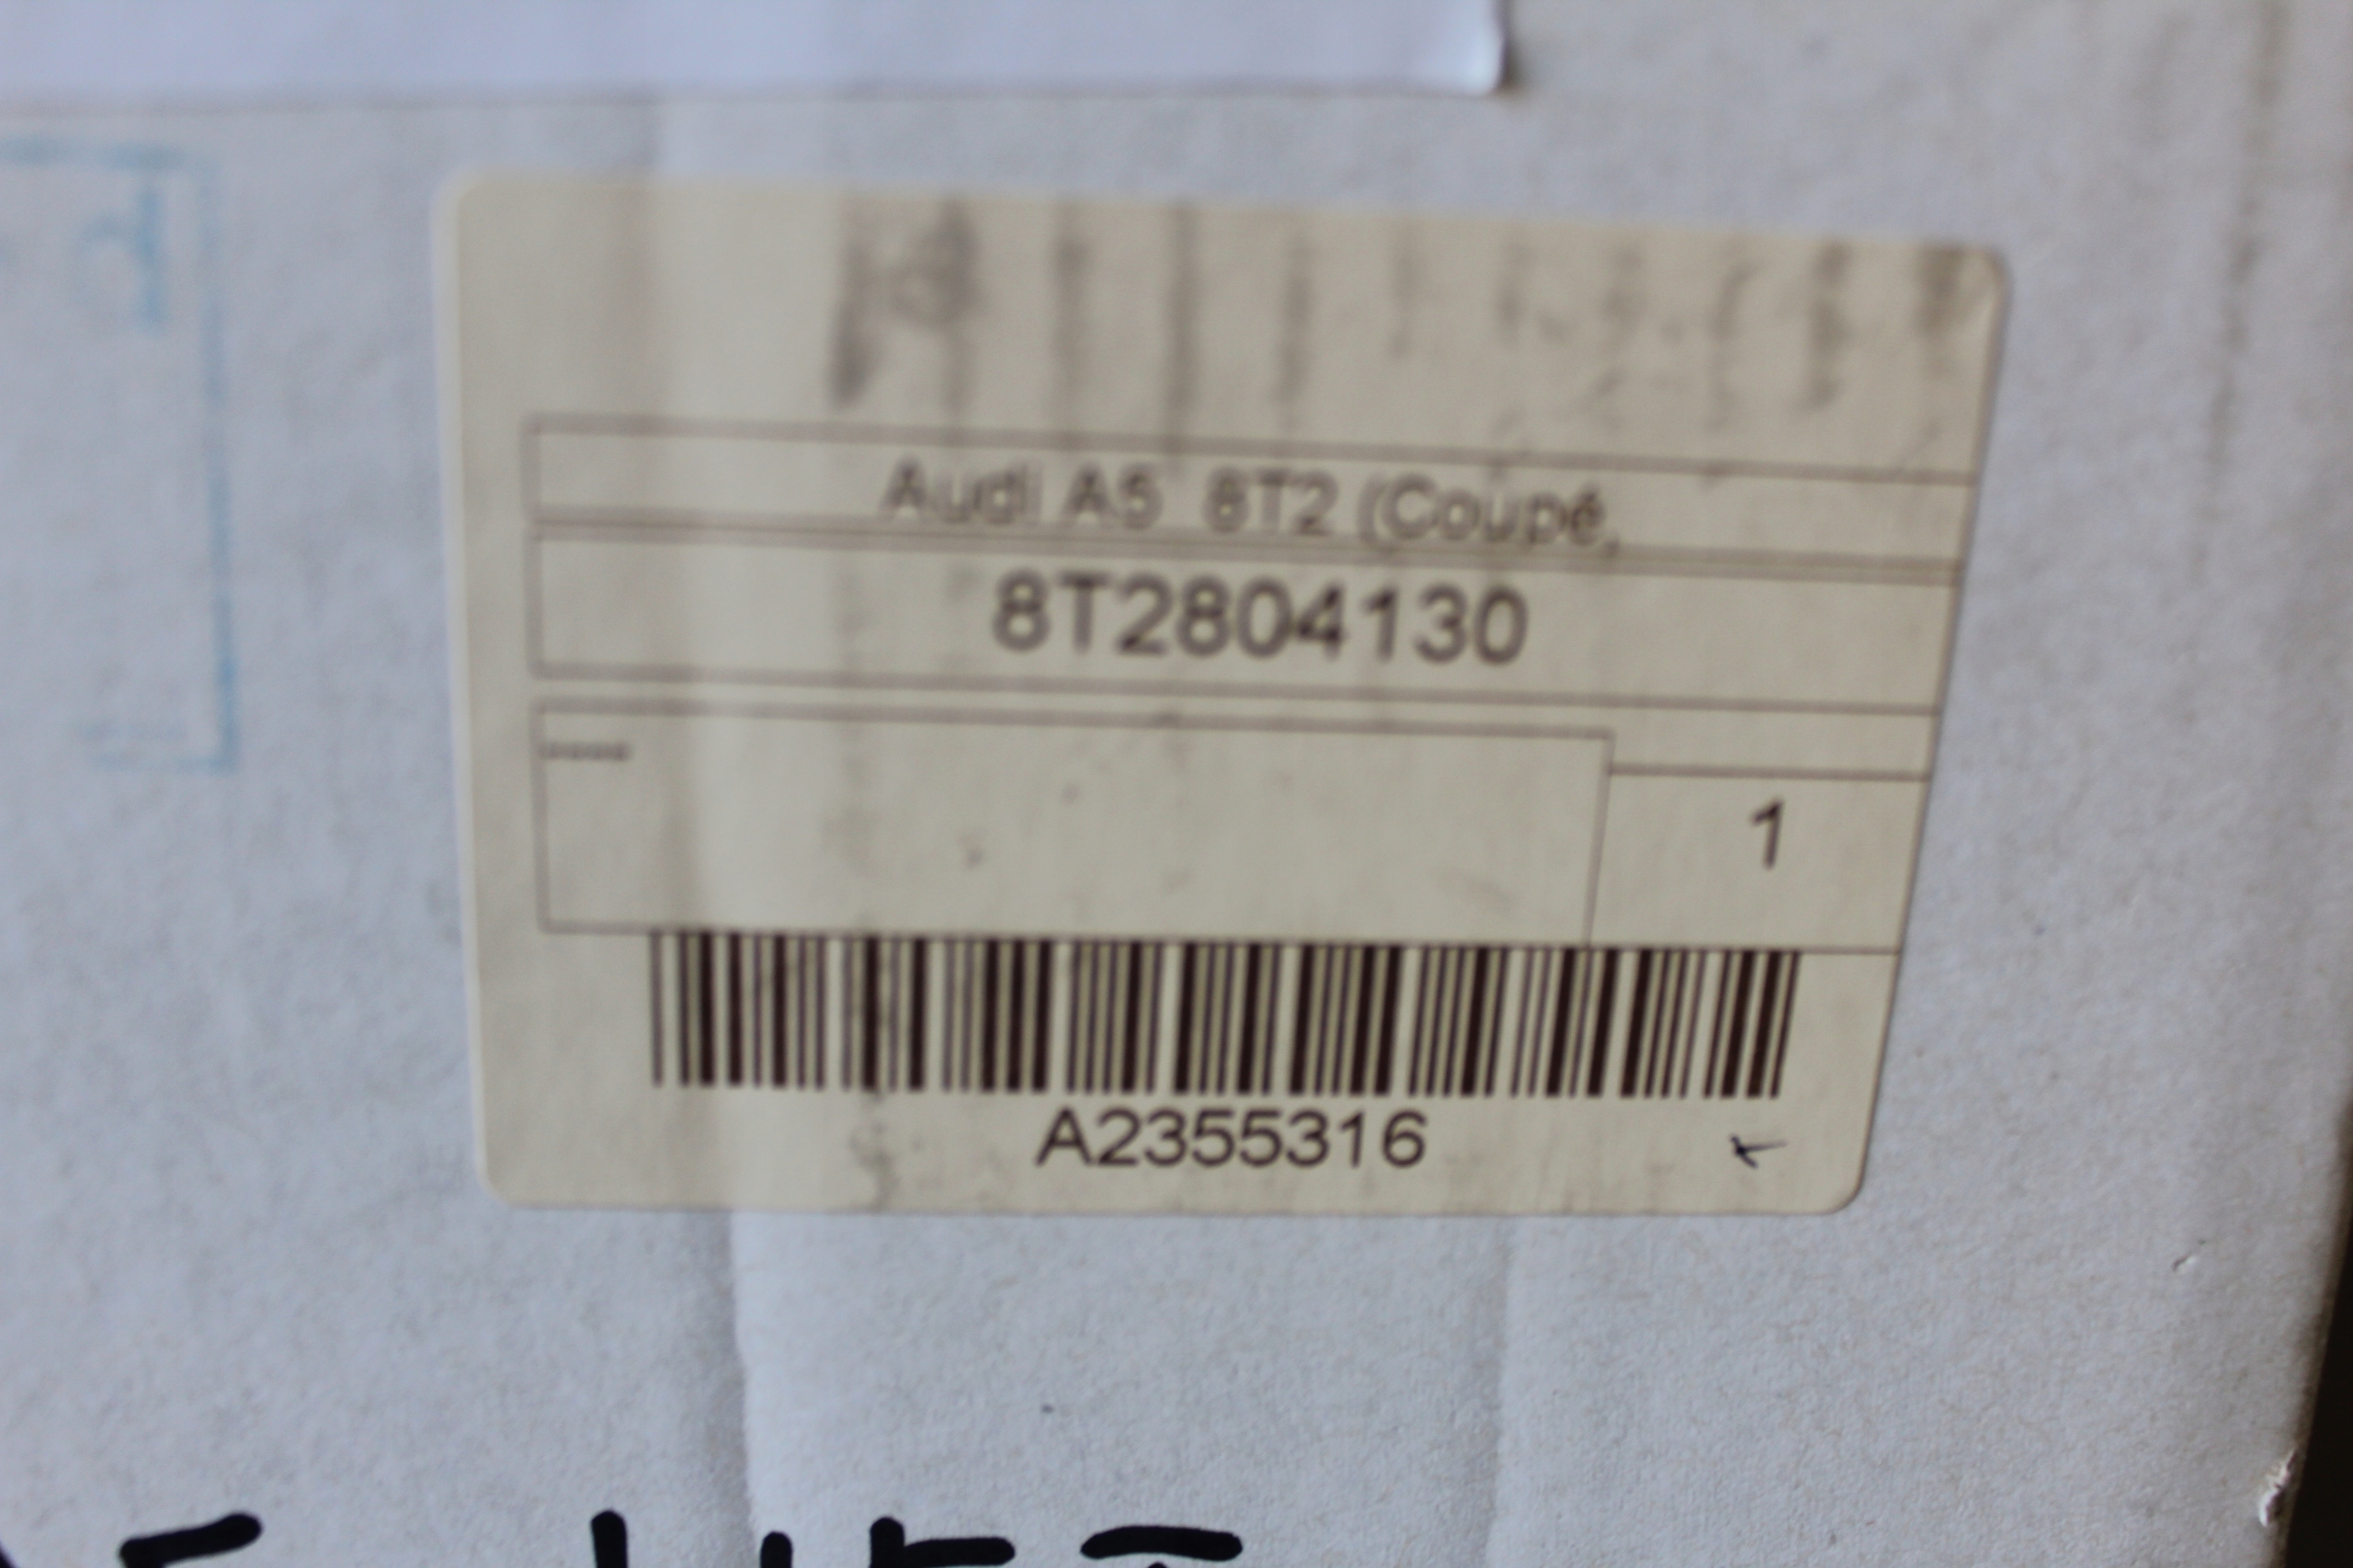 Audi A5 8T2 (Coupé,
8T2804130
----
1
A2355316